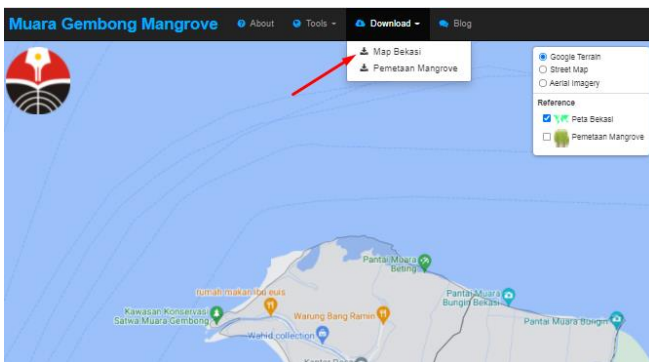 Muara Gembong Mangrove
About
Tools
Download
Blog
Map Bekasi
Pemetaan Mangrove
Google Terrain
Street Map
Aerial Imagery
Reference
Peta Bekasi
Pemetaan Mangrove
Pantai Muara
Beting
rumah makan ibu euis
Pantai Muara
Bungin Bekasi
Kawasan Konservasi
Satwa Muara Gembong
Warung Bang Ramin
Pantai Muara Bungin
Wahid collection